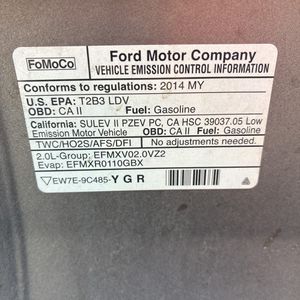 FoMoCo
Ford Motor Company
VEHICLE EMISSION CONTROL INFORMATION
Conforms to regulations: 2014 MY
U.S. EPA: T2B3 LDV
OBD: CA II Fuel: Gasoline
California: SULEV II PZEV PC, CA HSC 39037.05 Low
Emission Motor Vehicle OBD: CA II Fuel: Gasoline
TWC/HO2S/AFS/DFI No adjustments needed.
2.0L-Group: EFMXV02.0VZ2
Evap: EFMXR0110GBX
EW7E-9C485-YGR